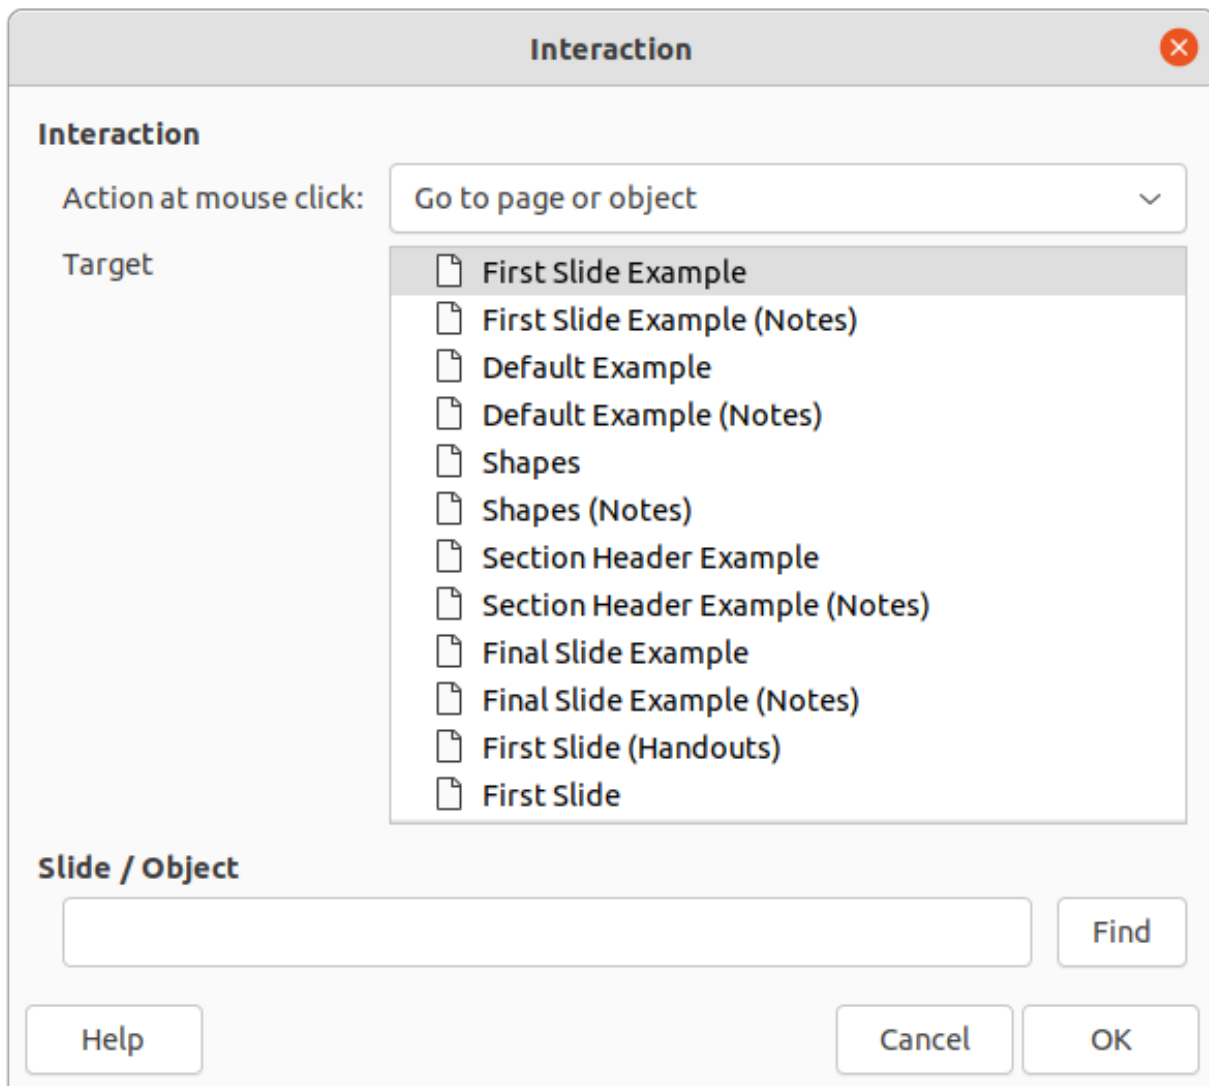 Interaction
Interaction
Action at mouse click: Go to page or object
Target
First Slide Example
First Slide Example (Notes)
Default Example
Default Example (Notes)
Shapes
Shapes (Notes)
Section Header Example
Section Header Example (Notes)
Final Slide Example
Final Slide Example (Notes)
First Slide (Handouts)
First Slide
Slide / Object
Find
Help Cancel OK